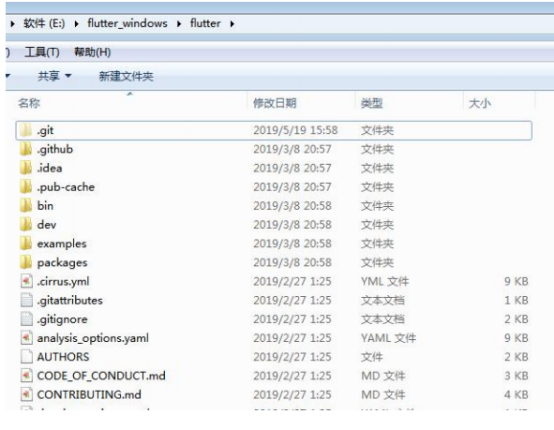 软件 (E:) flutter_windows flutter
) 工具(T) 帮助(H)
共享 新建文件夹
名称 修改日期 类型 大小
.git 2019/5/19 15:58 文件夹
.github 2019/3/8 20:57 文件夹
.idea 2019/3/8 20:57 文件夹
.pub-cache 2019/3/8 20:57 文件夹
bin 2019/3/8 20:58 文件夹
dev 2019/3/8 20:58 文件夹
examples 2019/3/8 20:58 文件夹
packages 2019/3/8 20:58 文件夹
.cirrus.yml 2019/2/27 1:25 YML 文件 9 KB
.gitattributes 2019/2/27 1:25 文本文档 1 KB
.gitignore 2019/2/27 1:25 文本文档 2 KB
analysis_options.yaml 2019/2/27 1:25 YAML 文件 9 KB
AUTHORS 2019/2/27 1:25 文件 2 KB
CODE_OF_CONDUCT.md 2019/2/27 1:25 MD 文件 3 KB
CONTRIBUTING.md 2019/2/27 1:25 MD 文件 4 KB